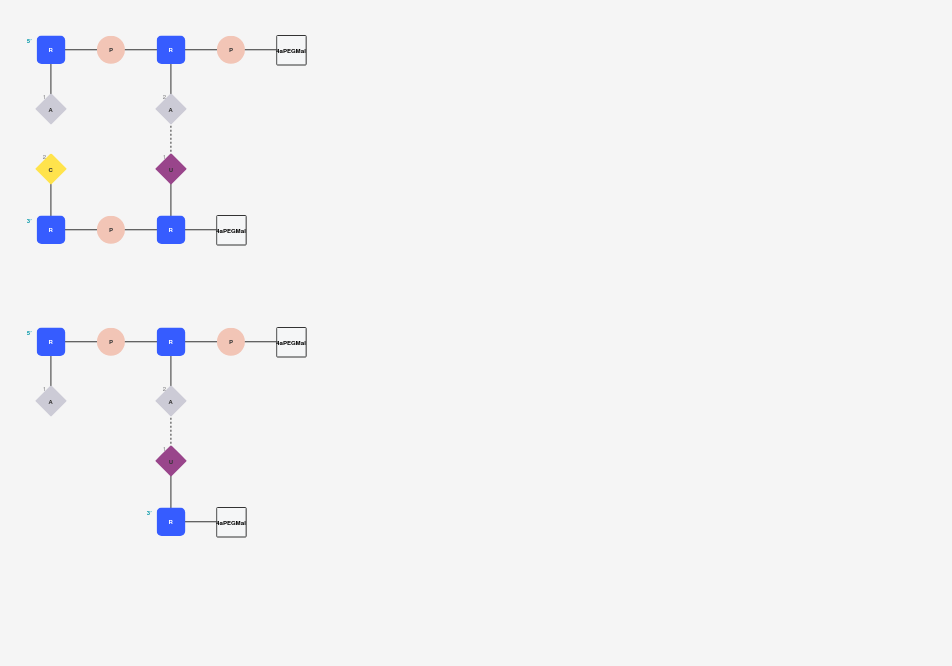 5' R P R P 4aPEGMal
1 A 2 A
2 C 1 U
3' R P R 4aPEGMal
5' R P R P 4aPEGMal
1 A 2 A
1 U
3' R 4aPEGMal